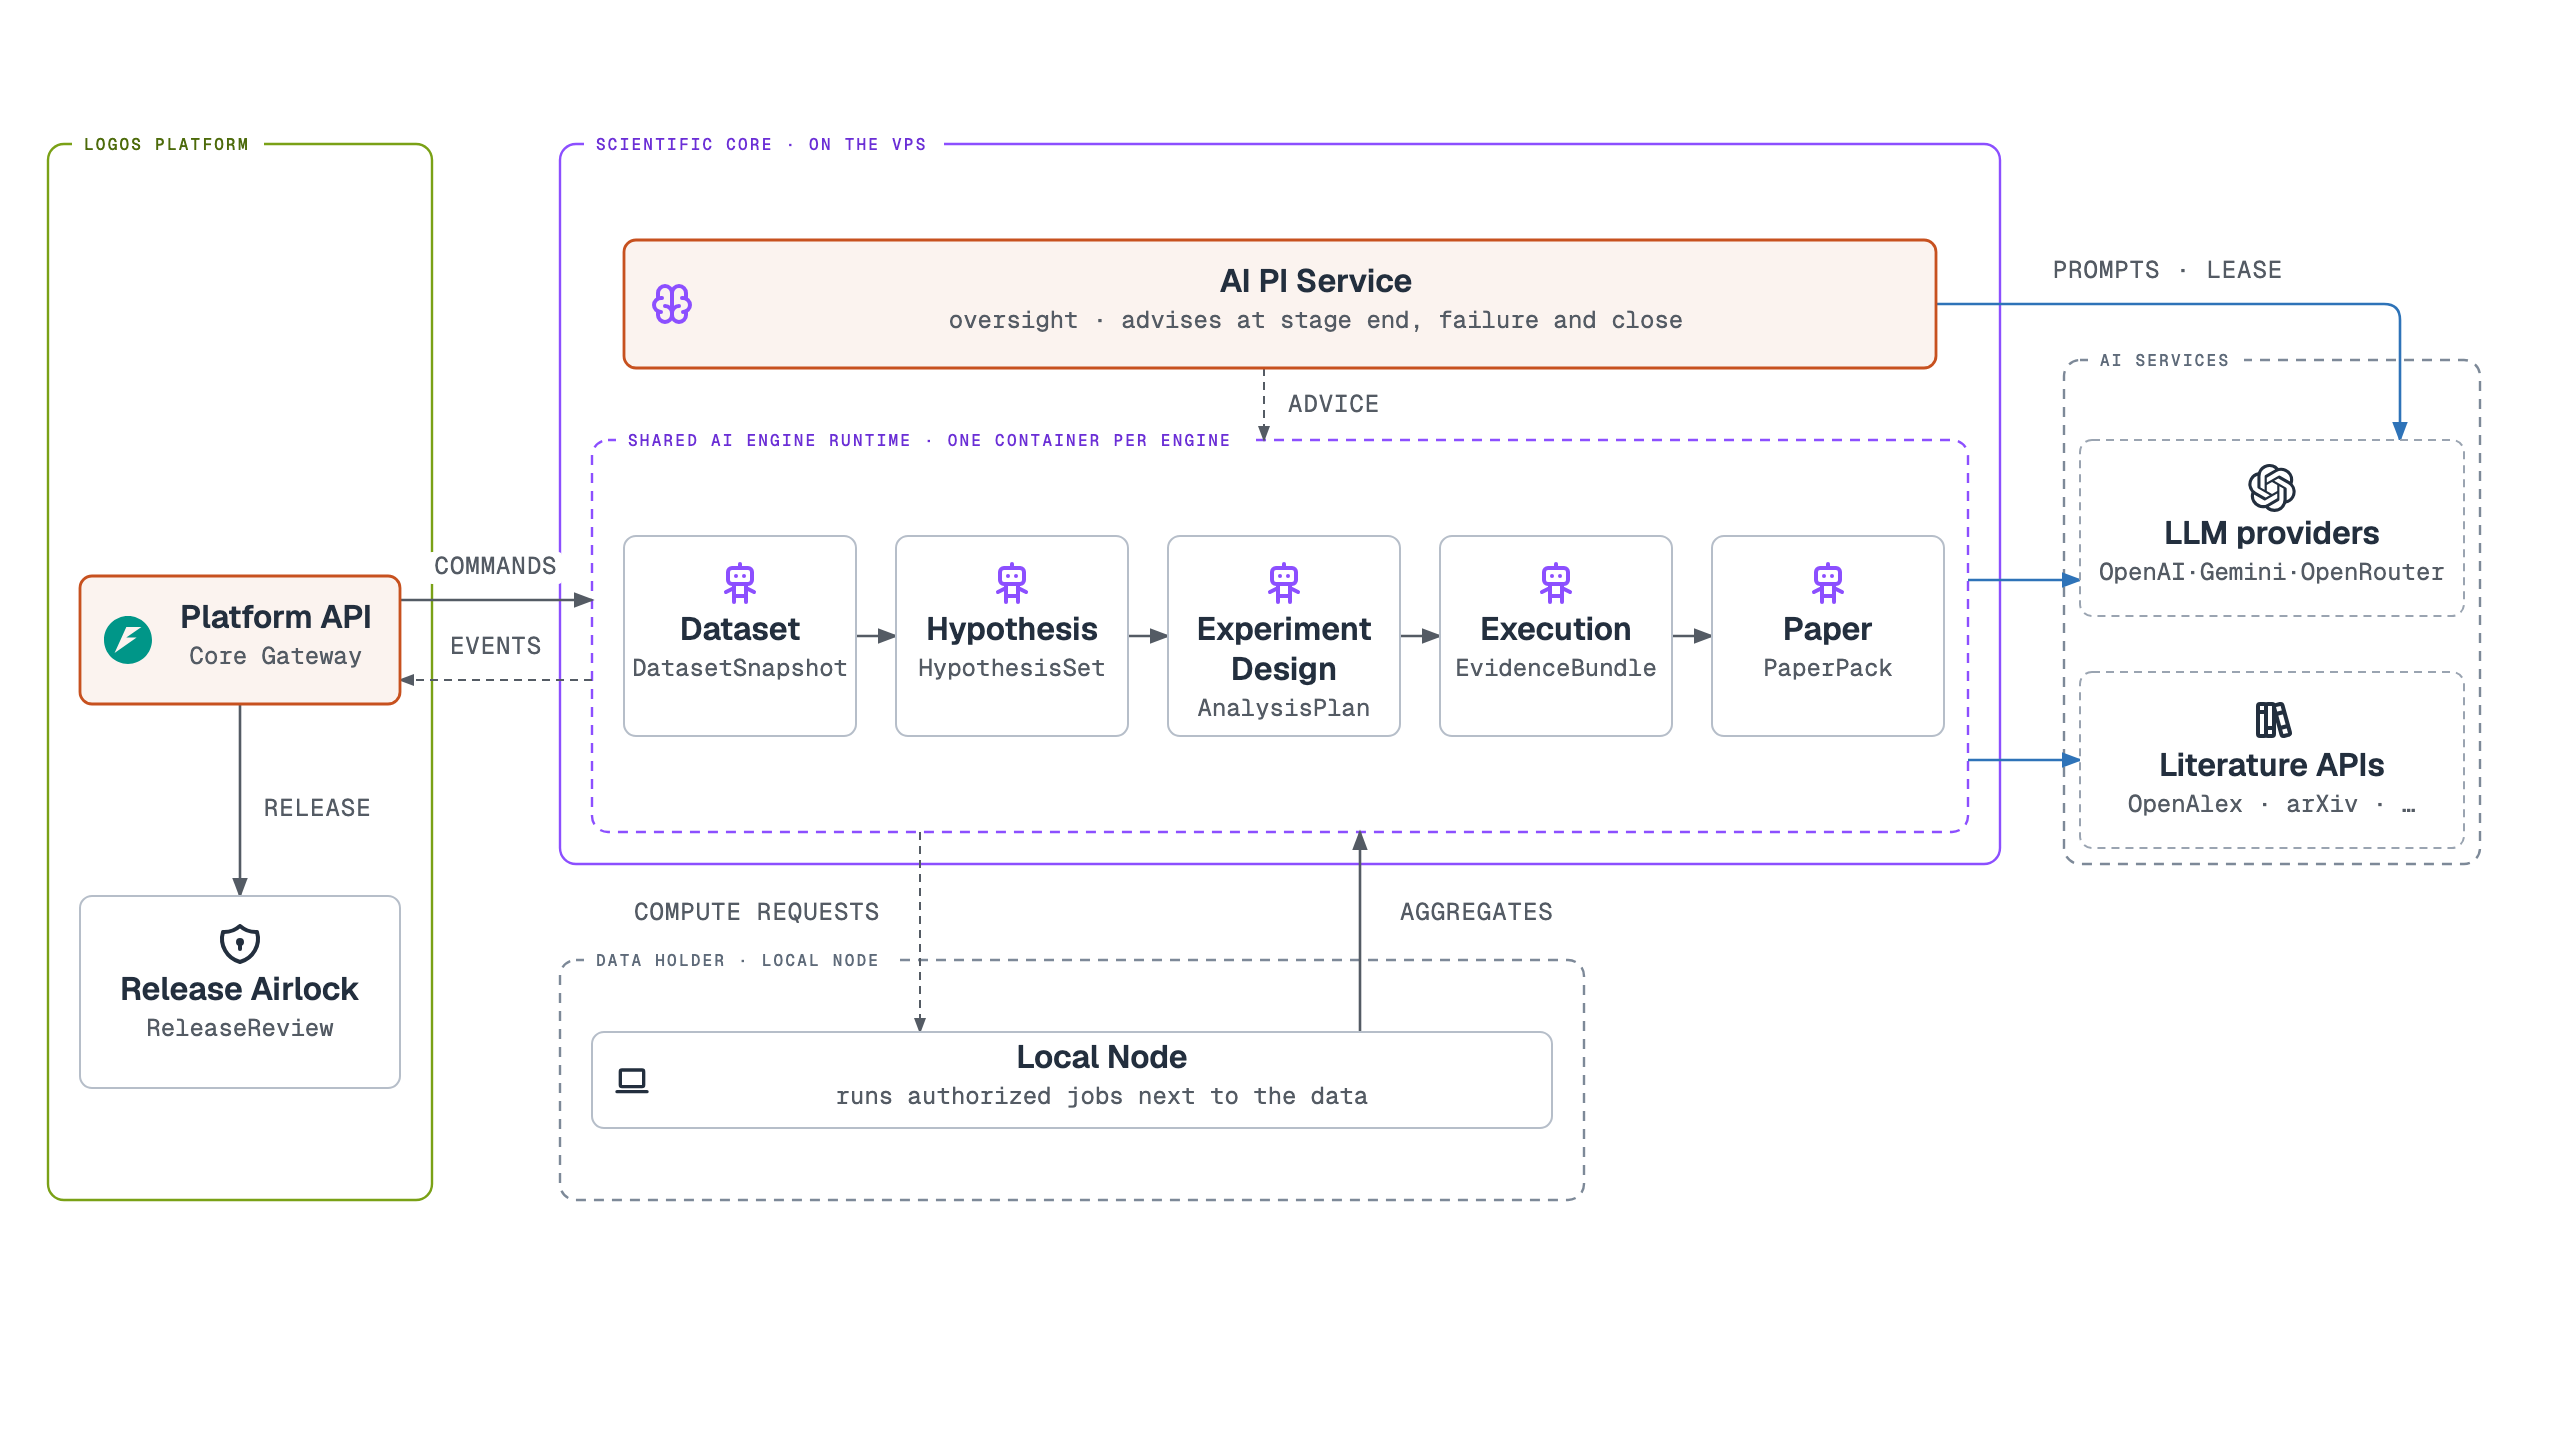 LOGOS PLATFORM
SCIENTIFIC CORE · ON THE VPS
AI PI Service
oversight · advises at stage end, failure and close
PROMPTS · LEASE
ADVICE
AI SERVICES
SHARED AI ENGINE RUNTIME · ONE CONTAINER PER ENGINE
LLM providers
OpenAI·Gemini·OpenRouter
COMMANDS
Platform API
Core Gateway
EVENTS
Dataset
DatasetSnapshot
Hypothesis
HypothesisSet
Experiment
Design
AnalysisPlan
Execution
EvidenceBundle
Paper
PaperPack
Literature APIs
OpenAlex · arXiv · …
RELEASE
Release Airlock
ReleaseReview
COMPUTE REQUESTS
AGGREGATES
DATA HOLDER · LOCAL NODE
Local Node
runs authorized jobs next to the data